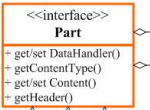 <<interface>>
Part
+ get/set DataHandler()
+ getContentType()
+ get/set Content()
+ getHeader()